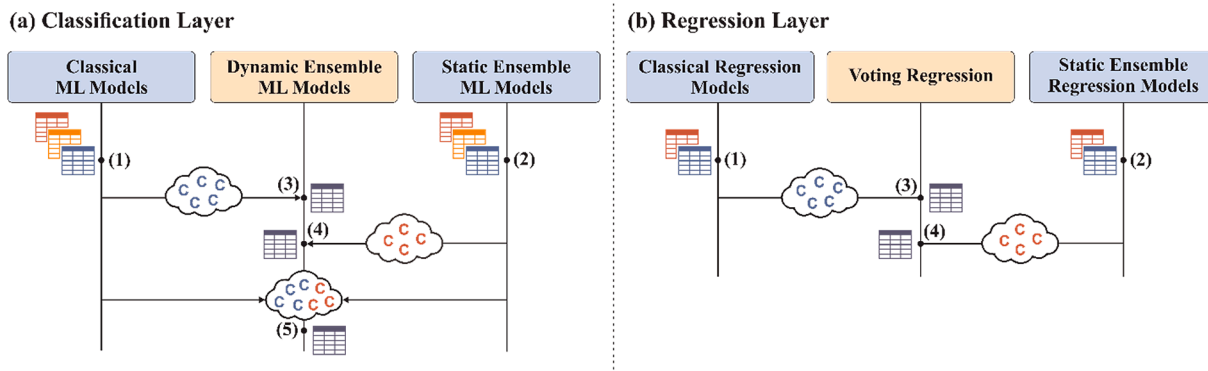 (a) Classification Layer
Classical
ML Models
Dynamic Ensemble
ML Models
Static Ensemble
ML Models
(1)
(2)
C C C C C
(3)
(4)
C C C C
C C C C C C C
(5)
(b) Regression Layer
Classical Regression
Models
Voting Regression
Static Ensemble
Regression Models
(1)
(2)
C C C C C
(3)
(4)
C C C C